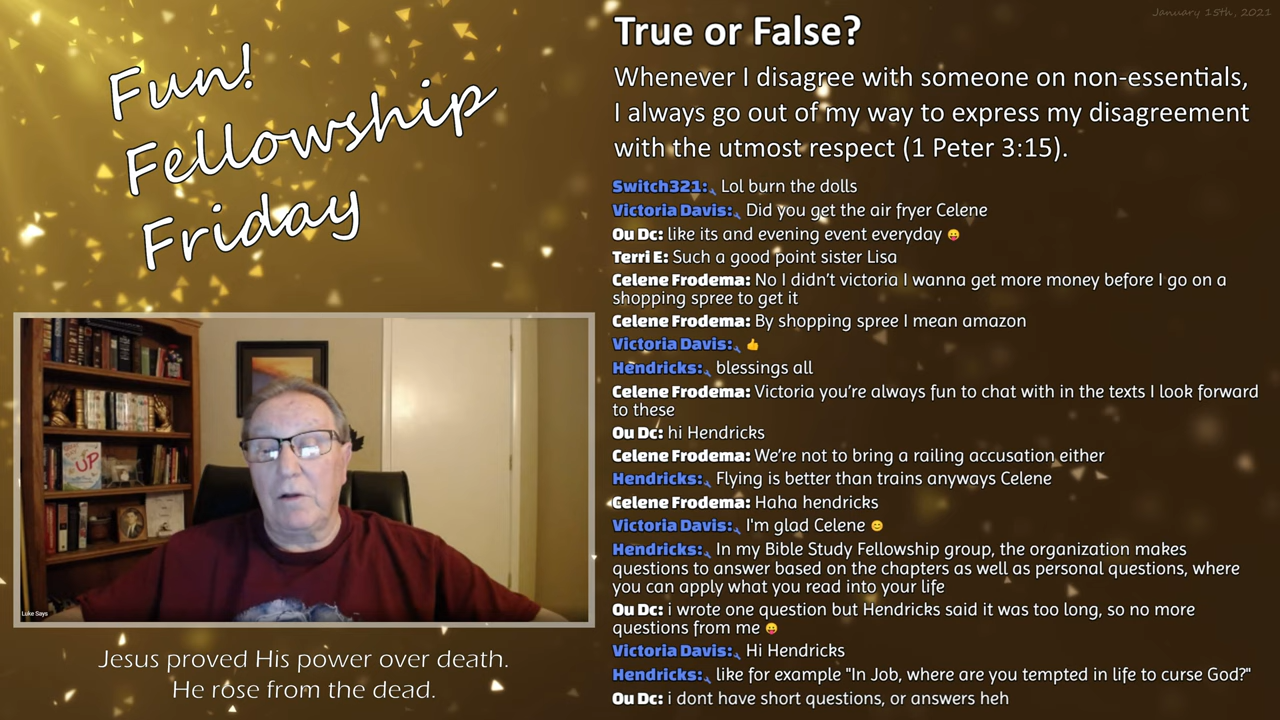 January 15th, 2021
Fun!
Fellowship
Friday
True or False?
Whenever I disagree with someone on non-essentials,
I always go out of my way to express my disagreement
with the utmost respect (1 Peter 3:15).
Switch321: Lol burn the dolls
Victoria Davis: Did you get the air fryer Celene
Ou Dc: like its and evening event everyday 😛
Terri E: Such a good point sister Lisa
Celene Frodema: No I didn't victoria I wanna get more money before I go on a
shopping spree to get it
Celene Frodema: By shopping spree I mean amazon
Victoria Davis: 👍
Hendricks: blessings all
Celene Frodema: Victoria you're always fun to chat with in the texts I look forward
to these
Ou Dc: hi Hendricks
Celene Frodema: We're not to bring a railing accusation either
Hendricks: Flying is better than trains anyways Celene
Celene Frodema: Haha hendricks
Victoria Davis: I'm glad Celene 😊
Hendricks: In my Bible Study Fellowship group, the organization makes
questions to answer based on the chapters as well as personal questions, where
you can apply what you read into your life
Ou Dc: i wrote one question but Hendricks said it was too long, so no more
questions from me 😛
Victoria Davis: Hi Hendricks
Hendricks: like for example "In Job, where are you tempted in life to curse God?"
Ou Dc: i dont have short questions, or answers heh
UP
Luke Says
Jesus proved His power over death.
He rose from the dead.